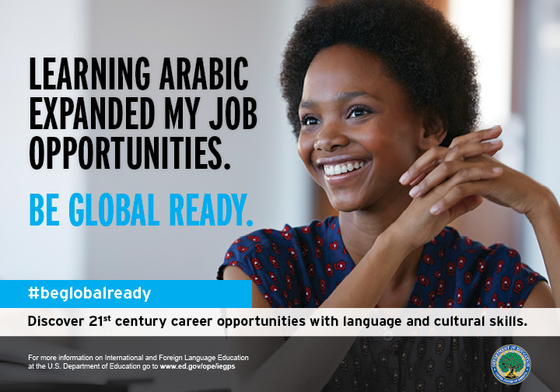 LEARNING ARABIC
EXPANDED MY JOB
OPPORTUNITIES.
BE GLOBAL READY.
#beglobalready
Discover 21st century career opportunities with language and cultural skills.
For more information on International and Foreign Language Education
at the U.S. Department of Education go to www.ed.gov/ope/iegps